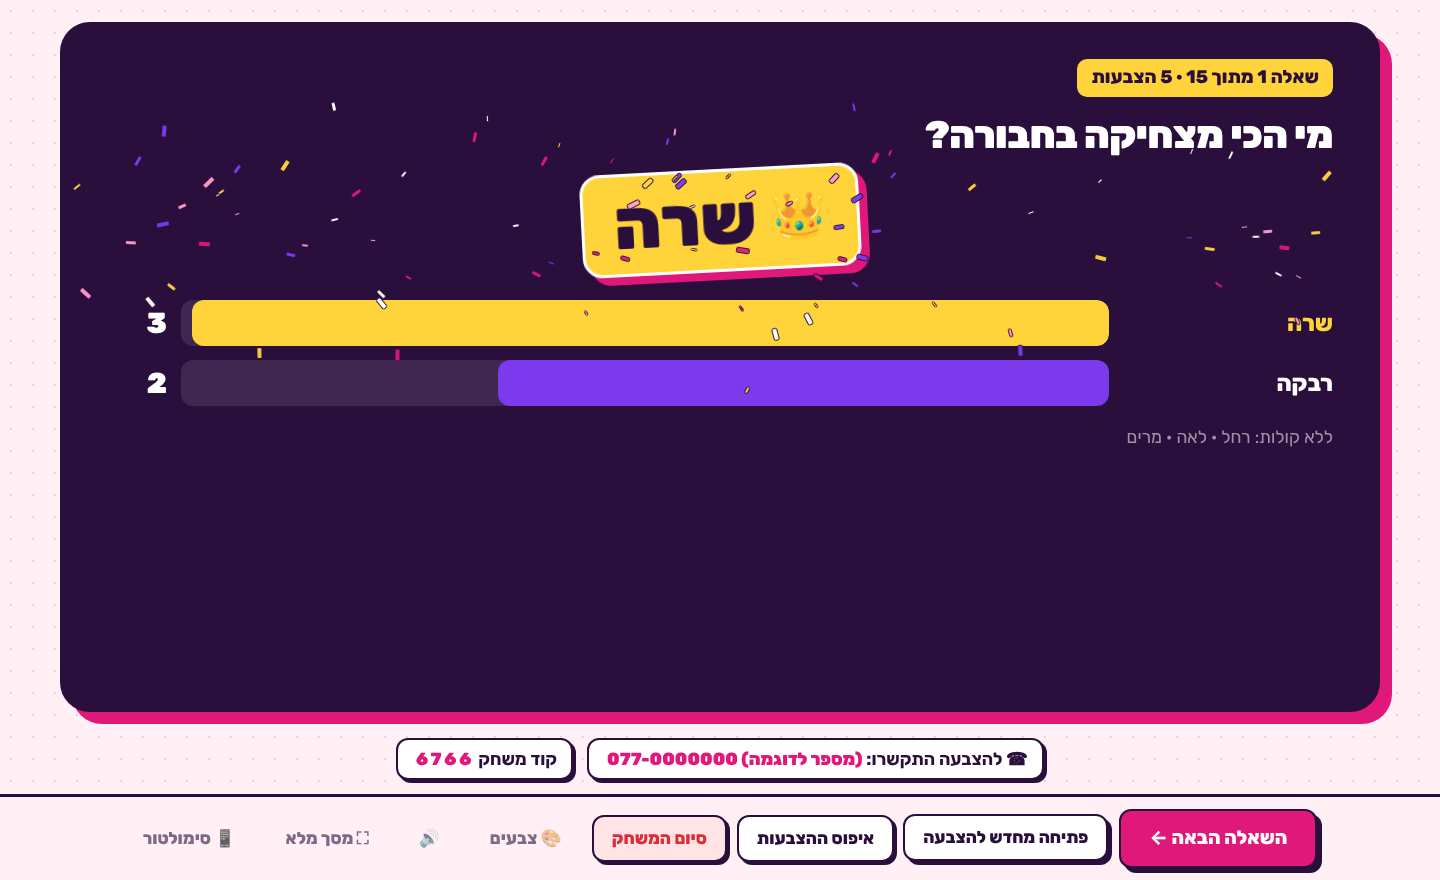 שאלה 1 מתוך 15 • 5 הצבעות
מי הכי מצחיקה בחבורה?
👑 שרה
שרה 3
רבקה 2
ללא קולות: רחל • לאה • מרים
☎ להצבעה התקשרו: (מספר לדוגמה) 077-0000000
קוד משחק 6766
השאלה הבאה ←
פתיחה מחדש להצבעה
איפוס ההצבעות
סיום המשחק
🎨 צבעים
🔊
⛶ מסך מלא
📱 סימולטור